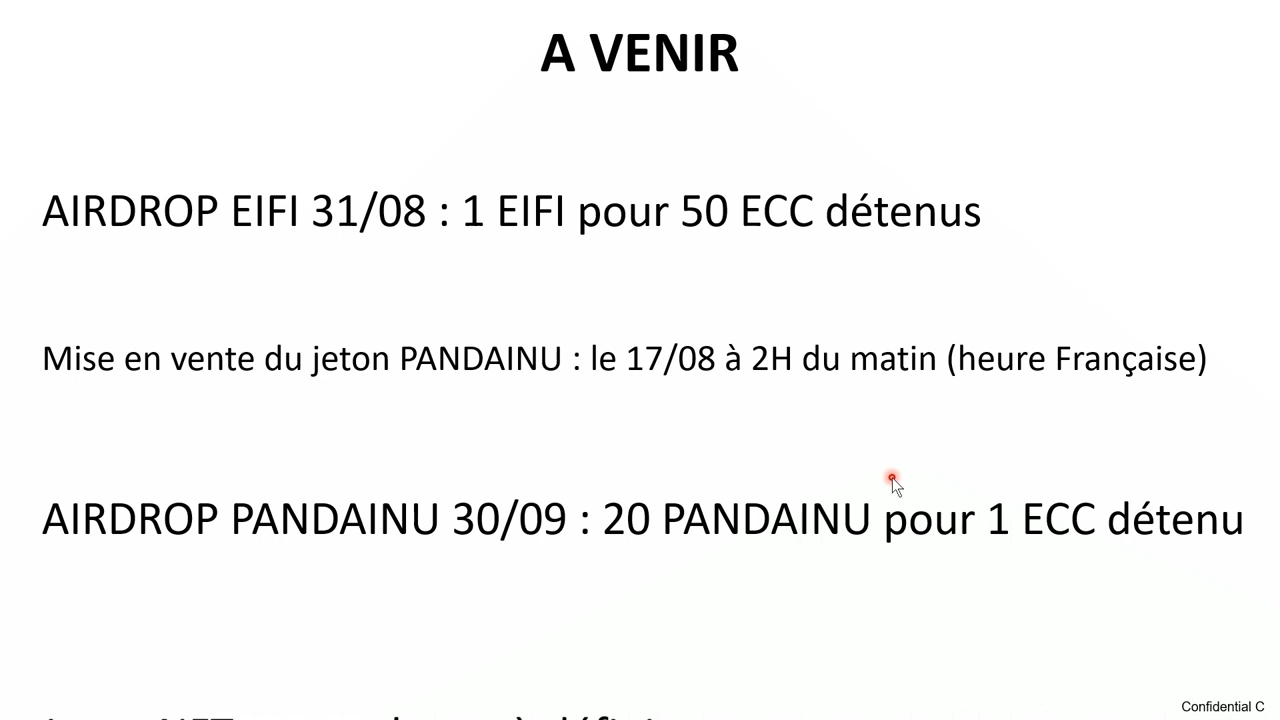 A VENIR
AIRDROP EIFI 31/08 : 1 EIFI pour 50 ECC détenus
Mise en vente du jeton PANDAINU : le 17/08 à 2H du matin (heure Française)
AIRDROP PANDAINU 30/09 : 20 PANDAINU pour 1 ECC détenu
Confidential C